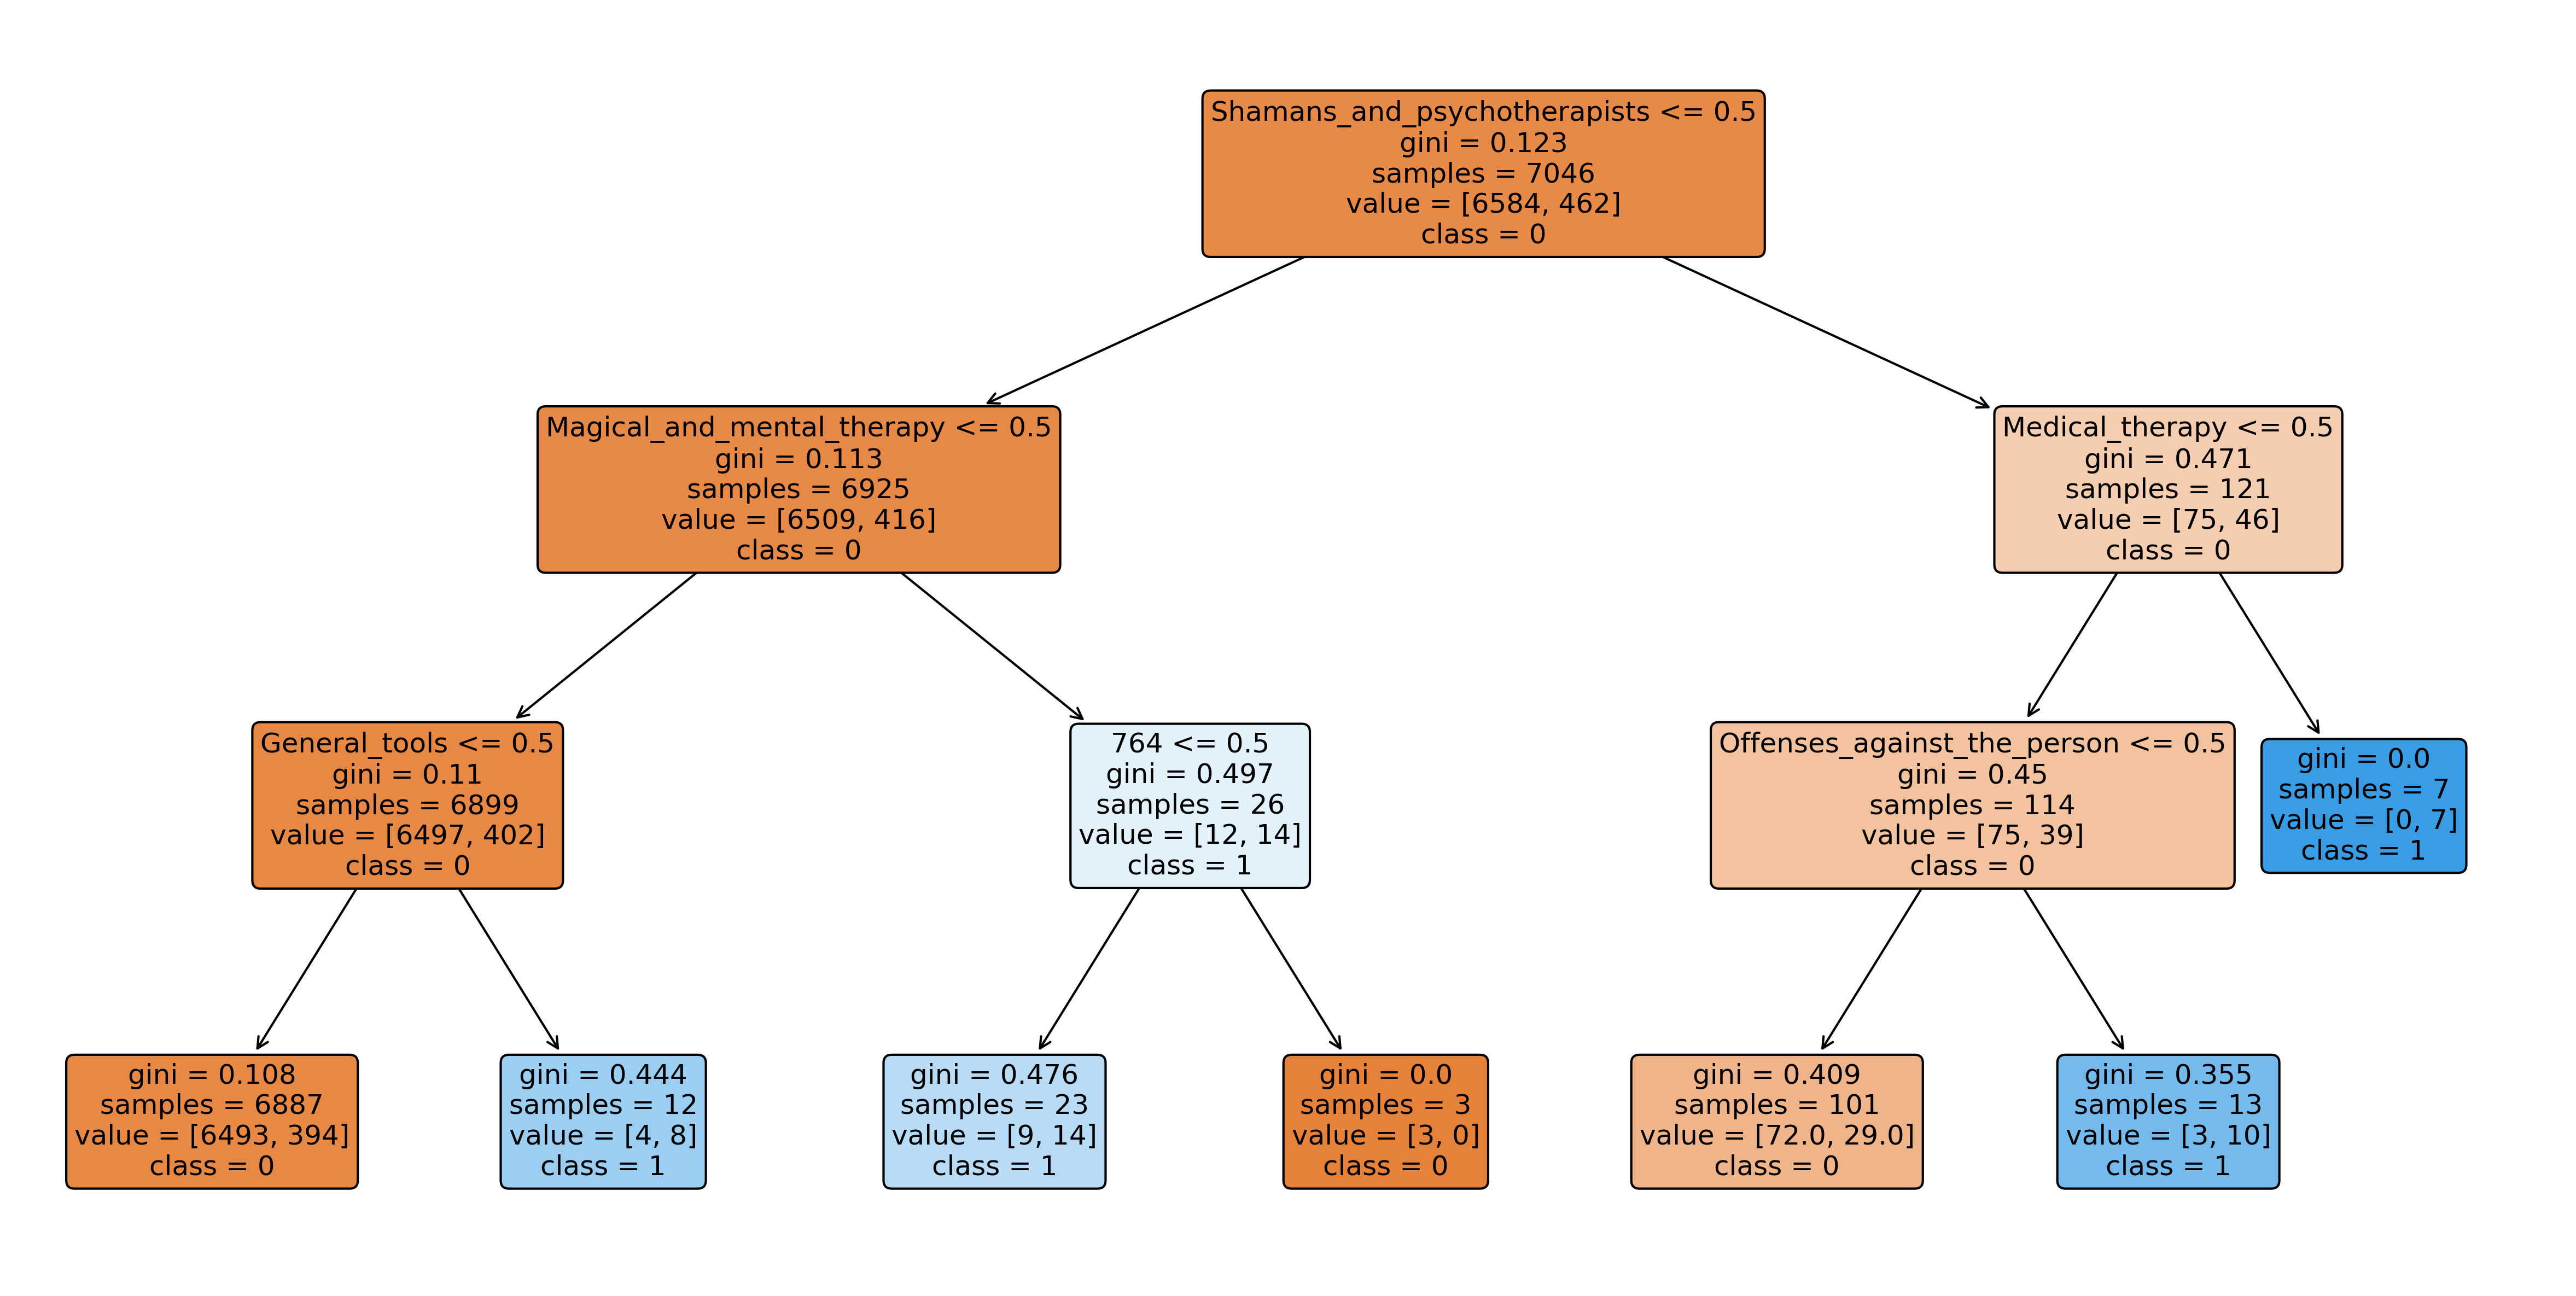 Shamans_and_psychotherapists <= 0.5
gini = 0.123
samples = 7046
value = [6584, 462]
class = 0
Magical_and_mental_therapy <= 0.5
gini = 0.113
samples = 6925
value = [6509, 416]
class = 0
Medical_therapy <= 0.5
gini = 0.471
samples = 121
value = [75, 46]
class = 0
General_tools <= 0.5
gini = 0.11
samples = 6899
value = [6497, 402]
class = 0
764 <= 0.5
gini = 0.497
samples = 26
value = [12, 14]
class = 1
Offenses_against_the_person <= 0.5
gini = 0.45
samples = 114
value = [75, 39]
class = 0
gini = 0.0
samples = 7
value = [0, 7]
class = 1
gini = 0.108
samples = 6887
value = [6493, 394]
class = 0
gini = 0.444
samples = 12
value = [4, 8]
class = 1
gini = 0.476
samples = 23
value = [9, 14]
class = 1
gini = 0.0
samples = 3
value = [3, 0]
class = 0
gini = 0.409
samples = 101
value = [72.0, 29.0]
class = 0
gini = 0.355
samples = 13
value = [3, 10]
class = 1